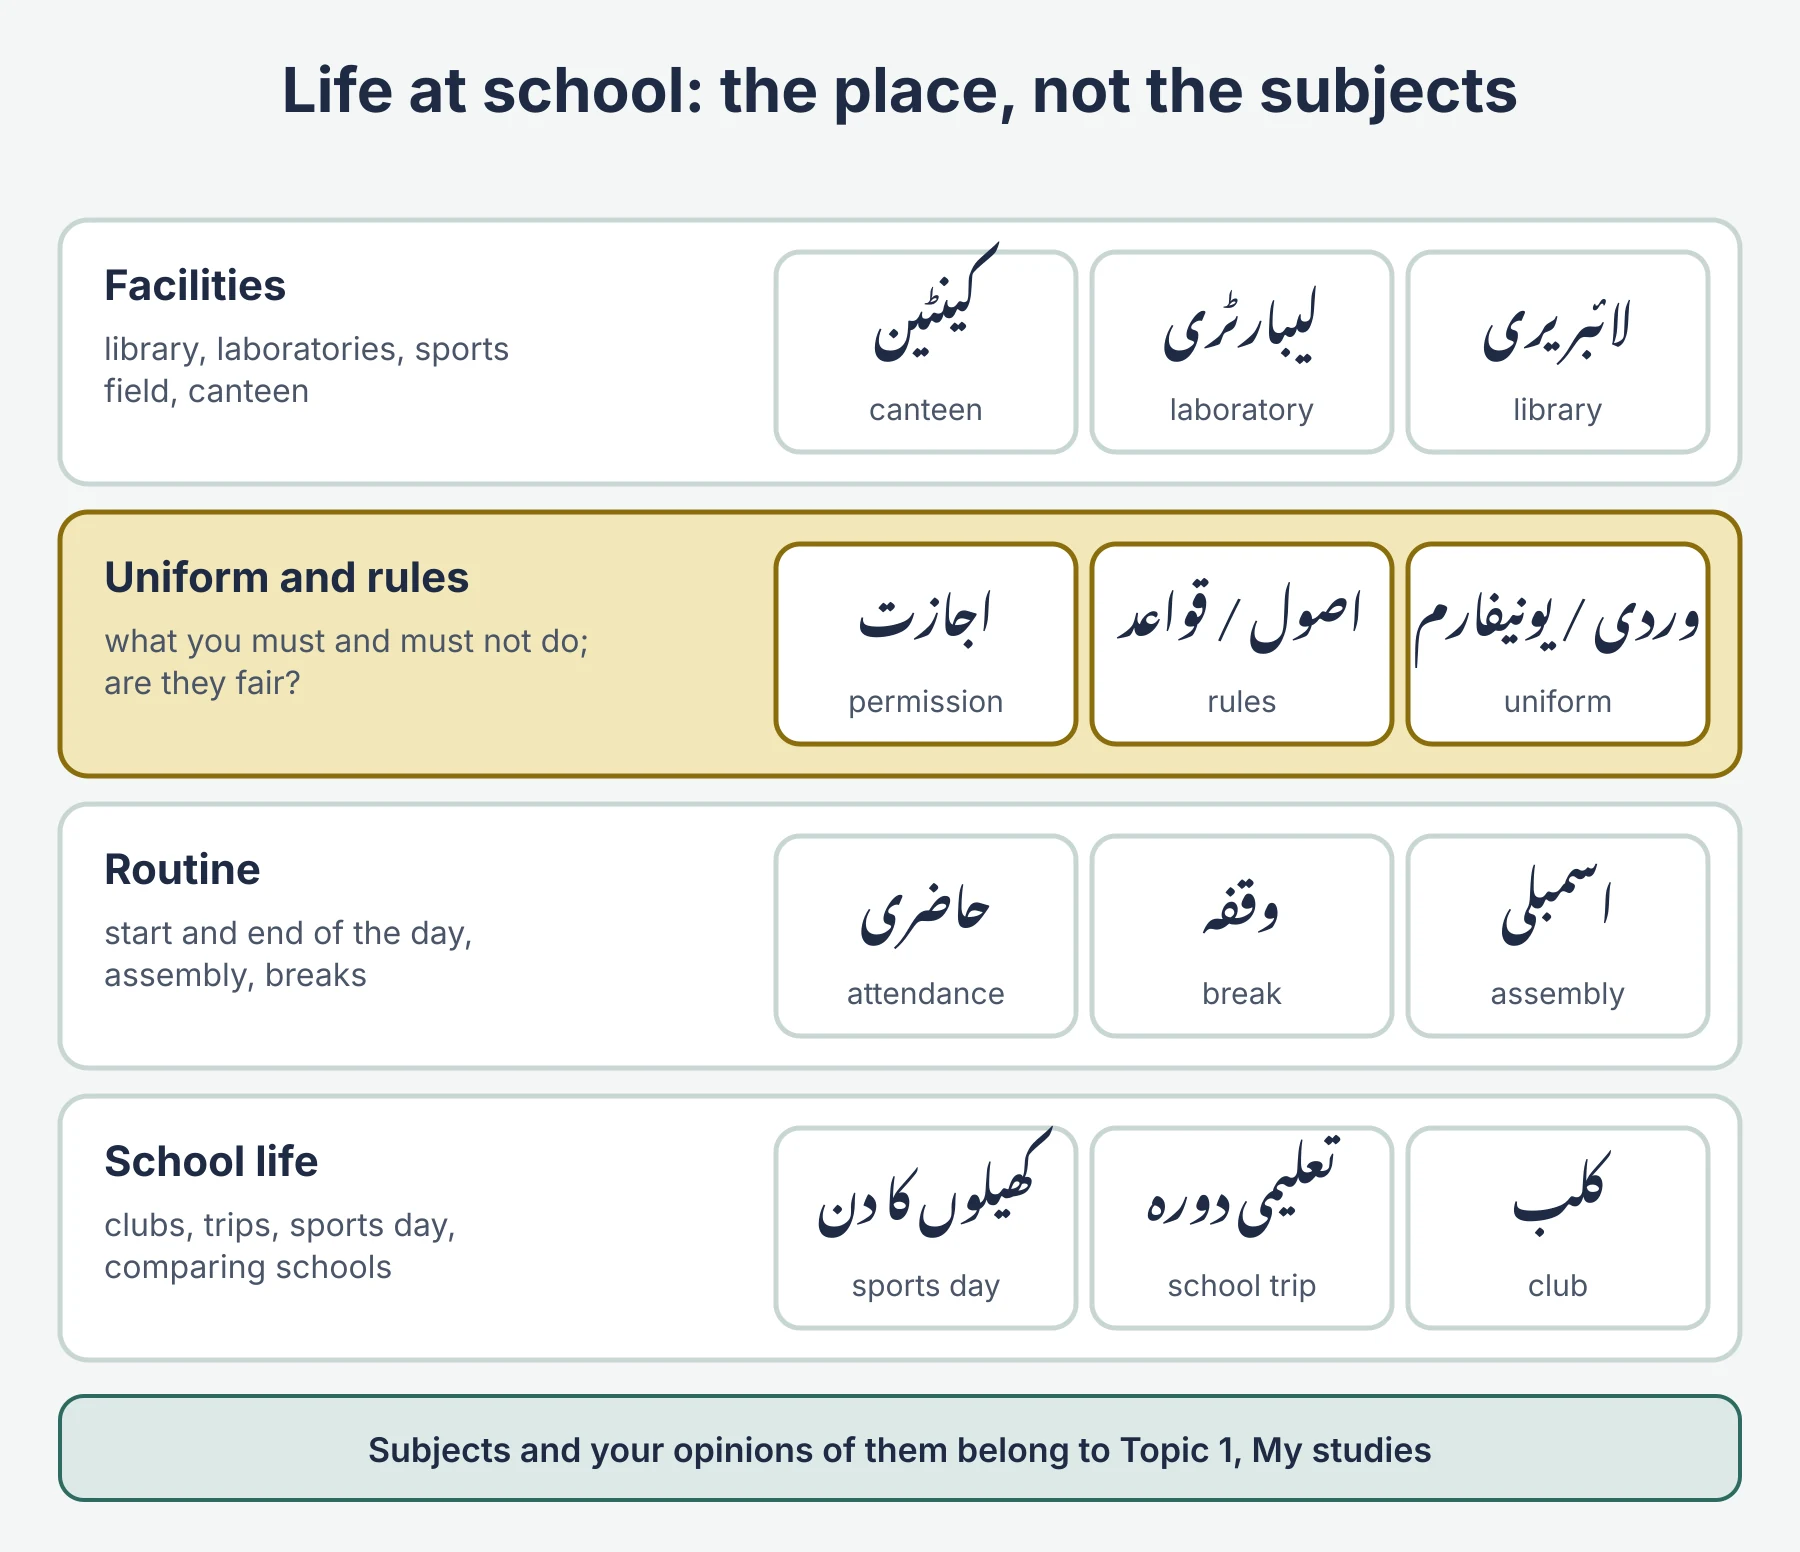 Life at school: the place, not the subjects
Facilities
library, laboratories, sports
field, canteen
کینٹین
canteen
لیبارٹری
laboratory
لائبریری
library
Uniform and rules
what you must and must not do;
are they fair?
اجازت
permission
اصول / قواعد
rules
وردی / یونیفارم
uniform
Routine
start and end of the day,
assembly, breaks
حاضری
attendance
وقفہ
break
اسمبلی
assembly
School life
clubs, trips, sports day,
comparing schools
کھیلوں کا دن
sports day
تعلیمی دورہ
school trip
کلب
club
Subjects and your opinions of them belong to Topic 1, My studies